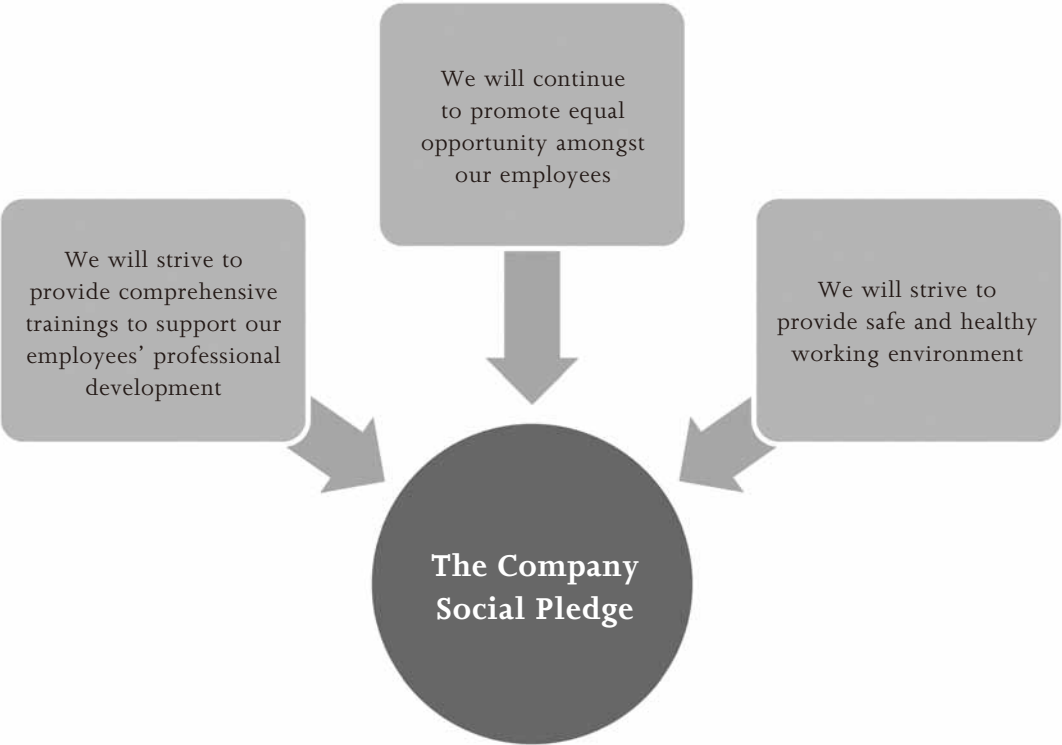 We will continue
to promote equal
opportunity amongst
our employees
We will strive to
provide comprehensive
trainings to support our
employees’ professional
development
We will strive to
provide safe and healthy
working environment
The Company
Social Pledge